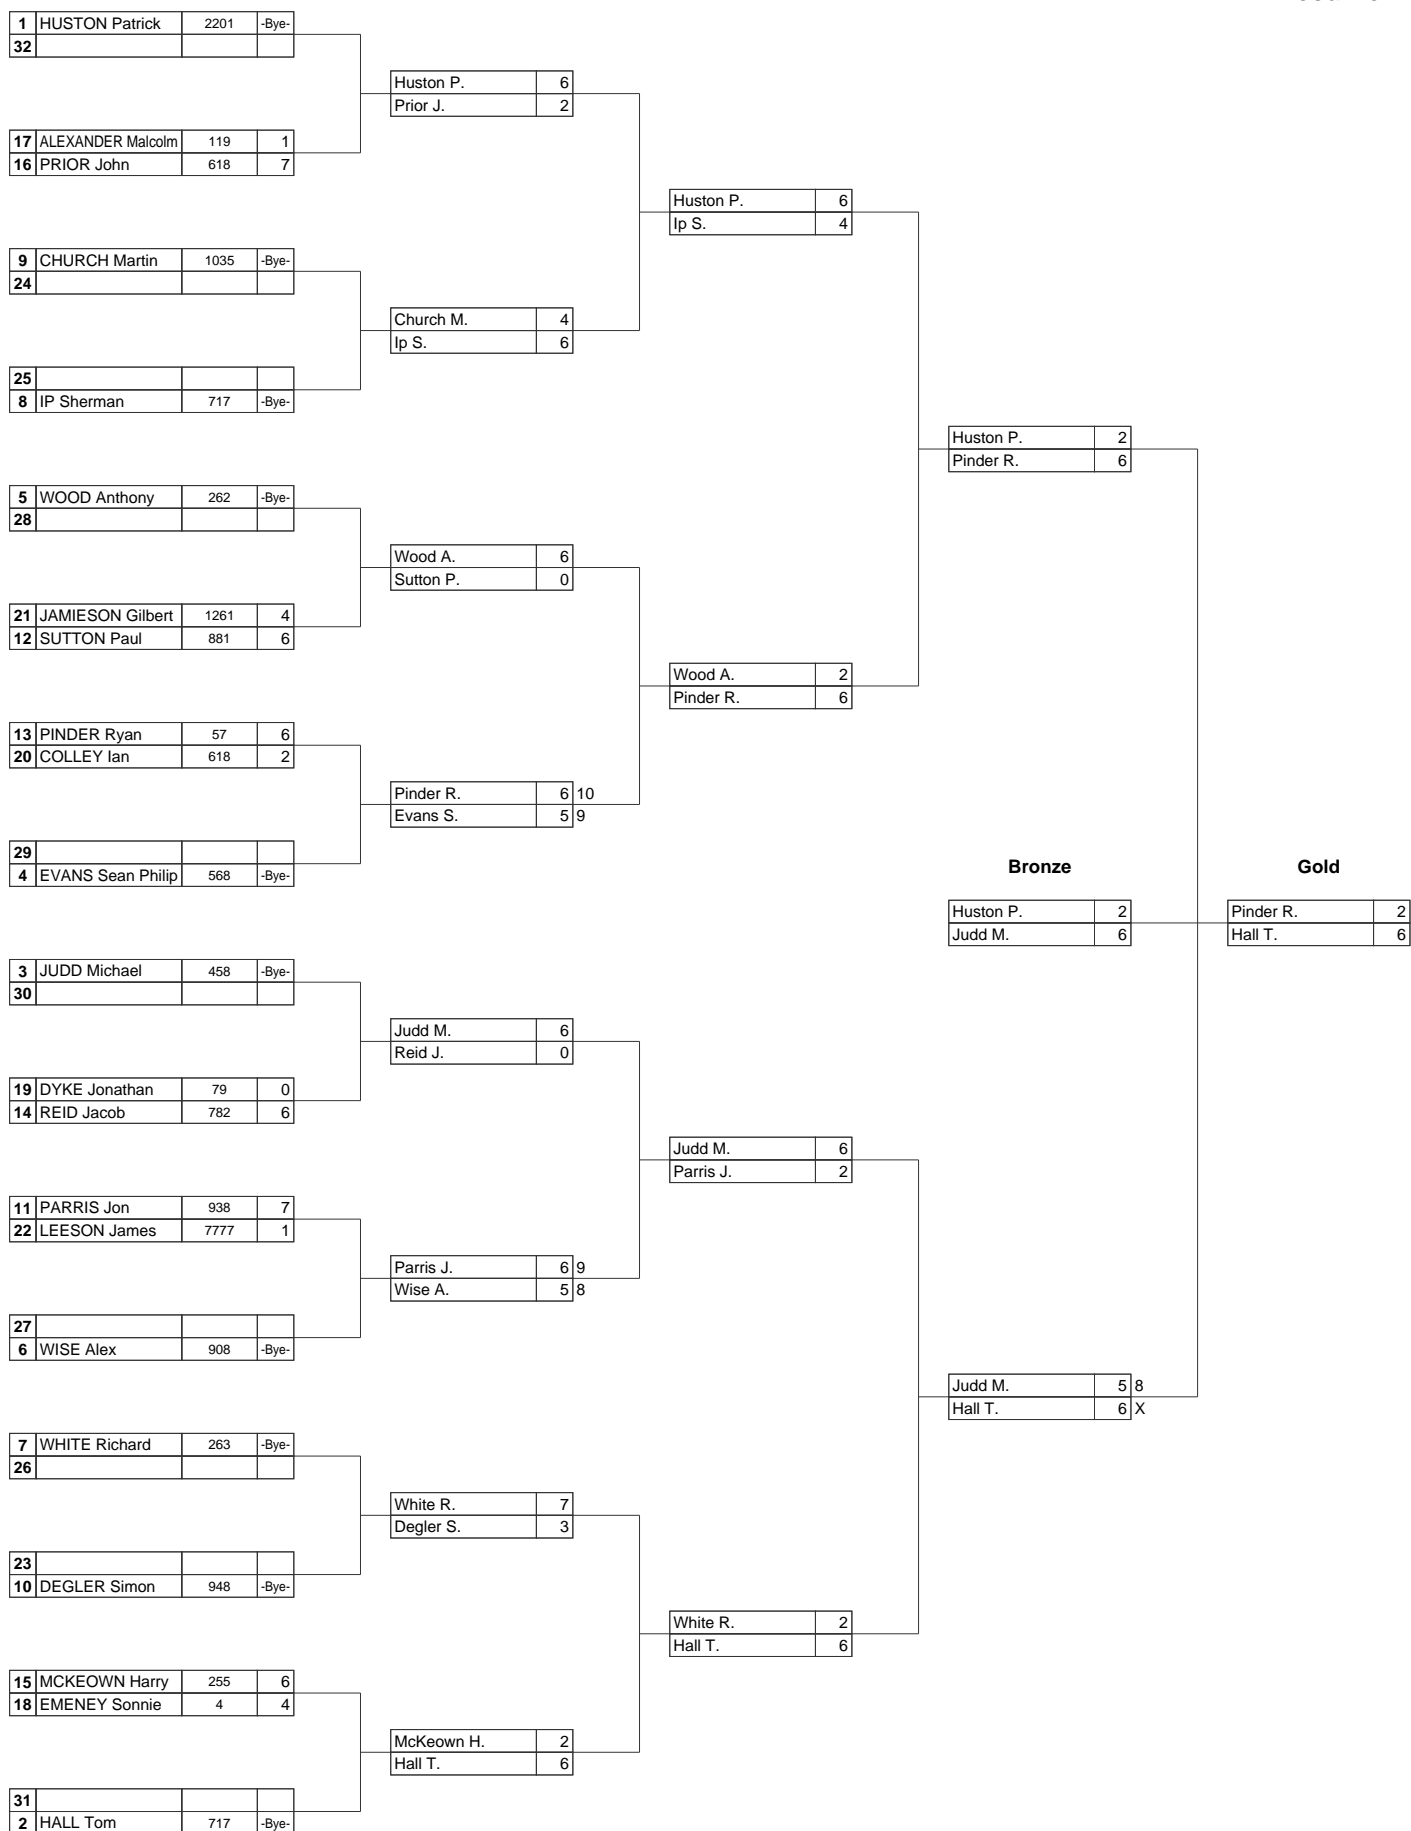 1 HUSTON Patrick 2201 -Bye-
32
Huston P. 6
Prior J. 2
17 ALEXANDER Malcolm 119 1
16 PRIOR John 618 7
Huston P. 6
Ip S. 4
9 CHURCH Martin 1035 -Bye-
24
Church M. 4
Ip S. 6
25
8 IP Sherman 717 -Bye-
Huston P. 2
Pinder R. 6
5 WOOD Anthony 262 -Bye-
28
Wood A. 6
Sutton P. 0
21 JAMIESON Gilbert 1261 4
12 SUTTON Paul 881 6
Wood A. 2
Pinder R. 6
13 PINDER Ryan 57 6
20 COLLEY Ian 618 2
Pinder R. 6 10
Evans S. 5 9
29
4 EVANS Sean Philip 568 -Bye-
Bronze Gold
Huston P. 2 Pinder R. 2
Judd M. 6 Hall T. 6
3 JUDD Michael 458 -Bye-
30
Judd M. 6
Reid J. 0
19 DYKE Jonathan 79 0
14 REID Jacob 782 6
Judd M. 6
Parris J. 2
11 PARRIS Jon 938 7
22 LEESON James 7777 1
Parris J. 6 9
Wise A. 5 8
27
6 WISE Alex 908 -Bye-
Judd M. 5 8
Hall T. 6 X
7 WHITE Richard 263 -Bye-
26
White R. 7
Degler S. 3
23
10 DEGLER Simon 948 -Bye-
White R. 2
Hall T. 6
15 MCKEOWN Harry 255 6
18 EMENEY Sonnie 4 4
McKeown H. 2
Hall T. 6
31
2 HALL Tom 717 -Bye-